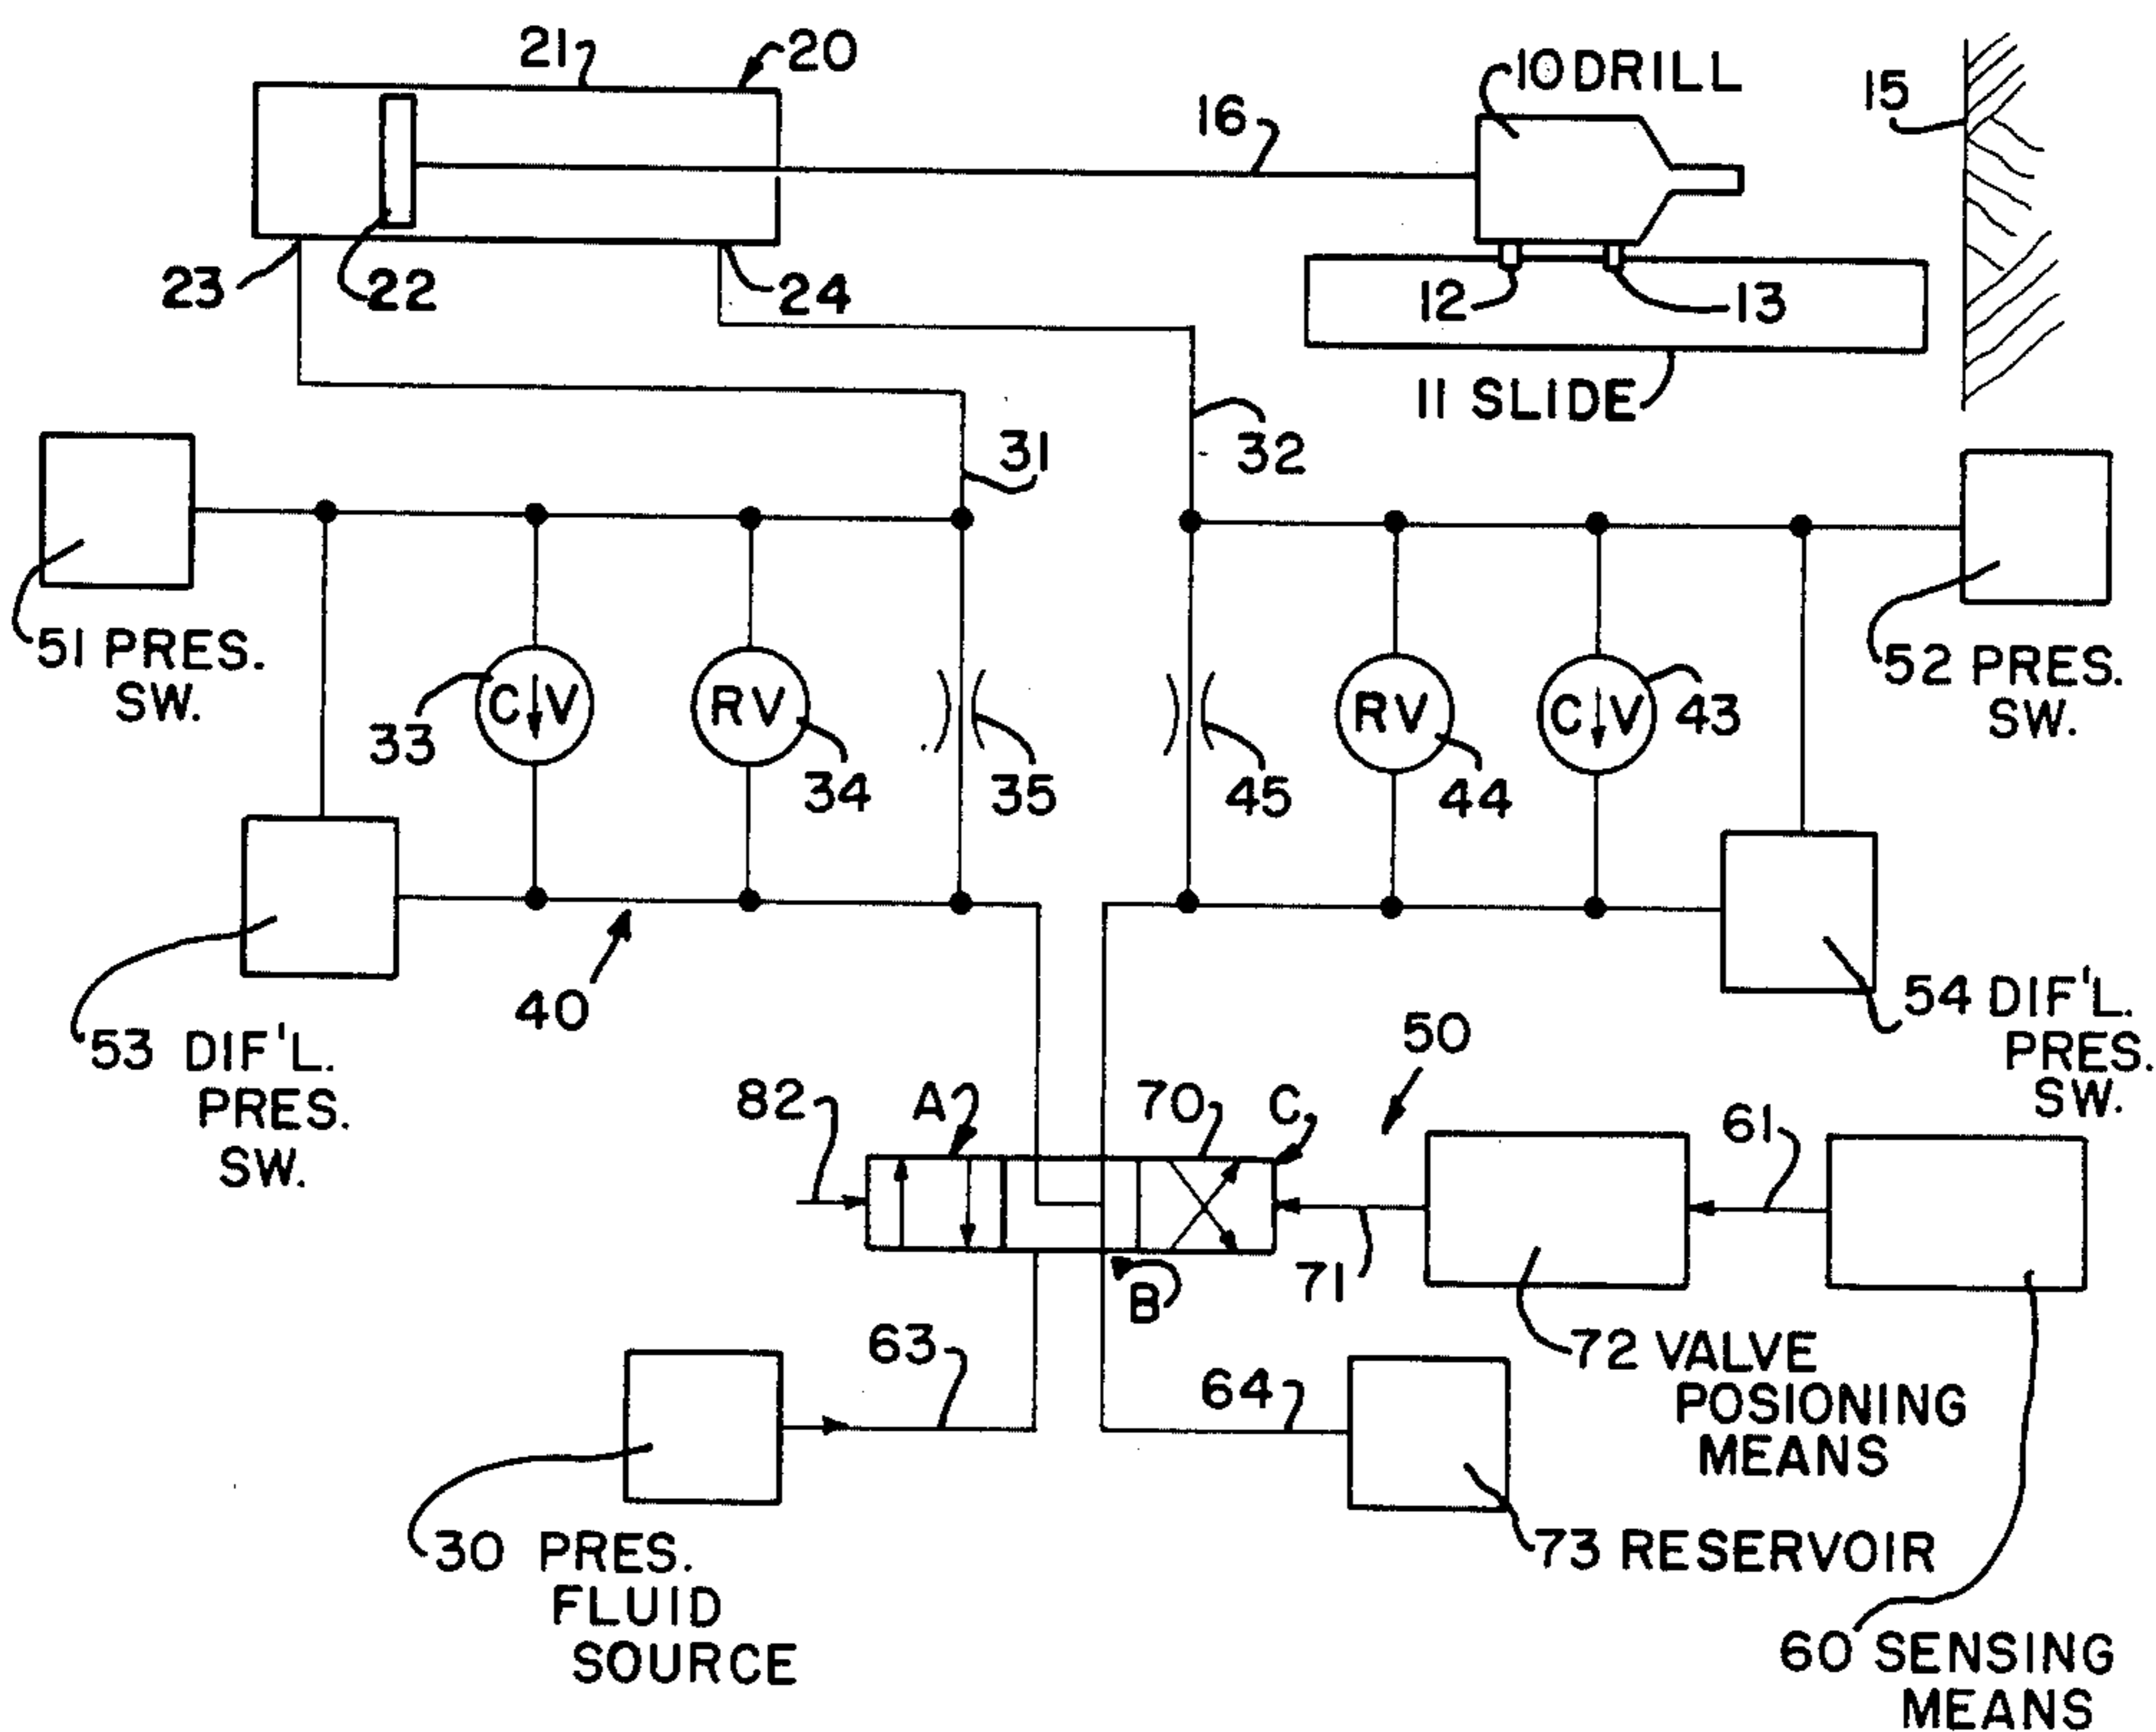 21
20
10 DRILL
15
16
23
22
24
12
13
11 SLIDE
31
32
51 PRES.
SW.
52 PRES.
SW.
33
C V
RV
34
35
45
RV
44
C V
43
40
53 DIF'L.
PRES.
SW.
54 DIF'L.
PRES.
SW.
50
82
A
70
C
61
71
B
72 VALVE
POSIONING
MEANS
63
64
30 PRES.
FLUID
SOURCE
73 RESERVOIR
60 SENSING
MEANS